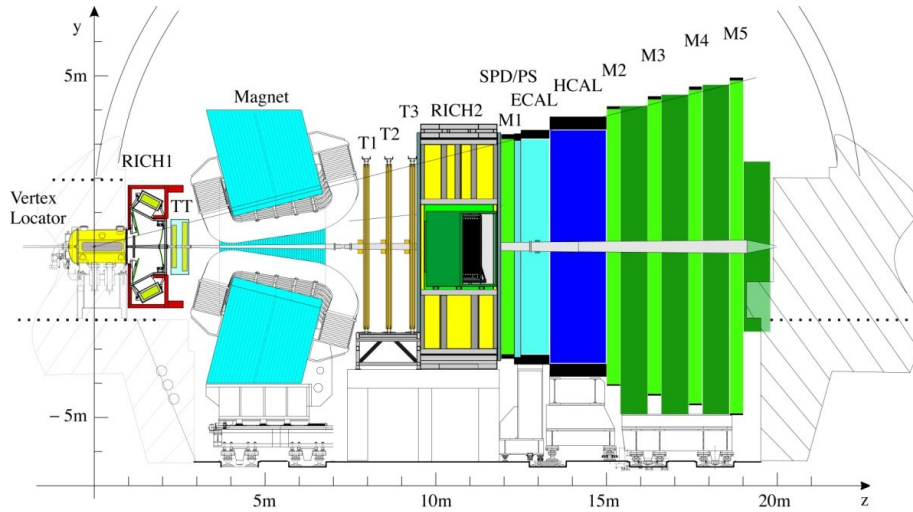 y
5m
Magnet
RICH1
TT
Vertex
Locator
T1
T2
T3
RICH2
M1
SPD/PS
ECAL
HCAL
M2
M3
M4
M5
-5m
5m
10m
15m
20m
z